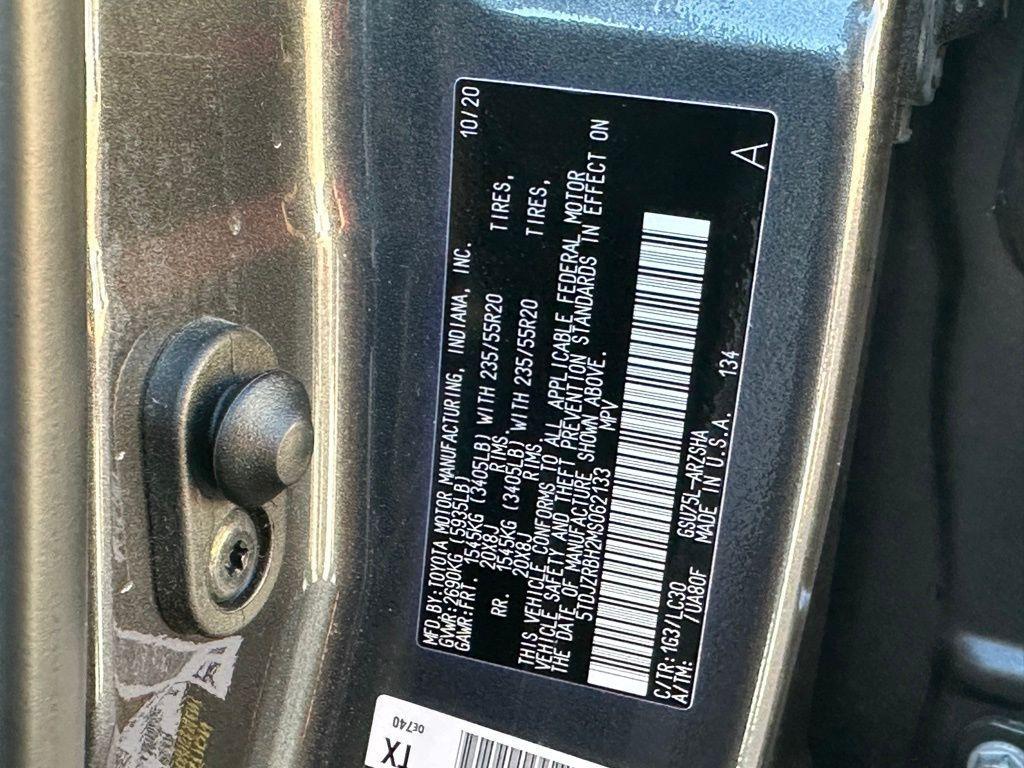 MFD.BY:TOYOTA MOTOR MANUFACTURING, INDIANA, INC. 10/20
GVWR:2690KG (5935LB)
GAWR:FRT. 1545KG (3405LB) WITH 235/55R20 TIRES,
20X8J RIMS
RR. 1545KG (3405LB) WITH 235/55R20 TIRES,
20X8J RIMS
THIS VEHICLE CONFORMS TO ALL APPLICABLE FEDERAL MOTOR
VEHICLE SAFETY AND THEFT PREVENTION STANDARDS IN EFFECT ON
THE DATE OF MANUFACTURE SHOWN ABOVE.
5TDJZRBH2MS062133 MPV
C/TR:1G3/LC30 GSU75L-ARZSHA
A/TM: /UA80F MADE IN U.S.A. 134
A
0E740
TX